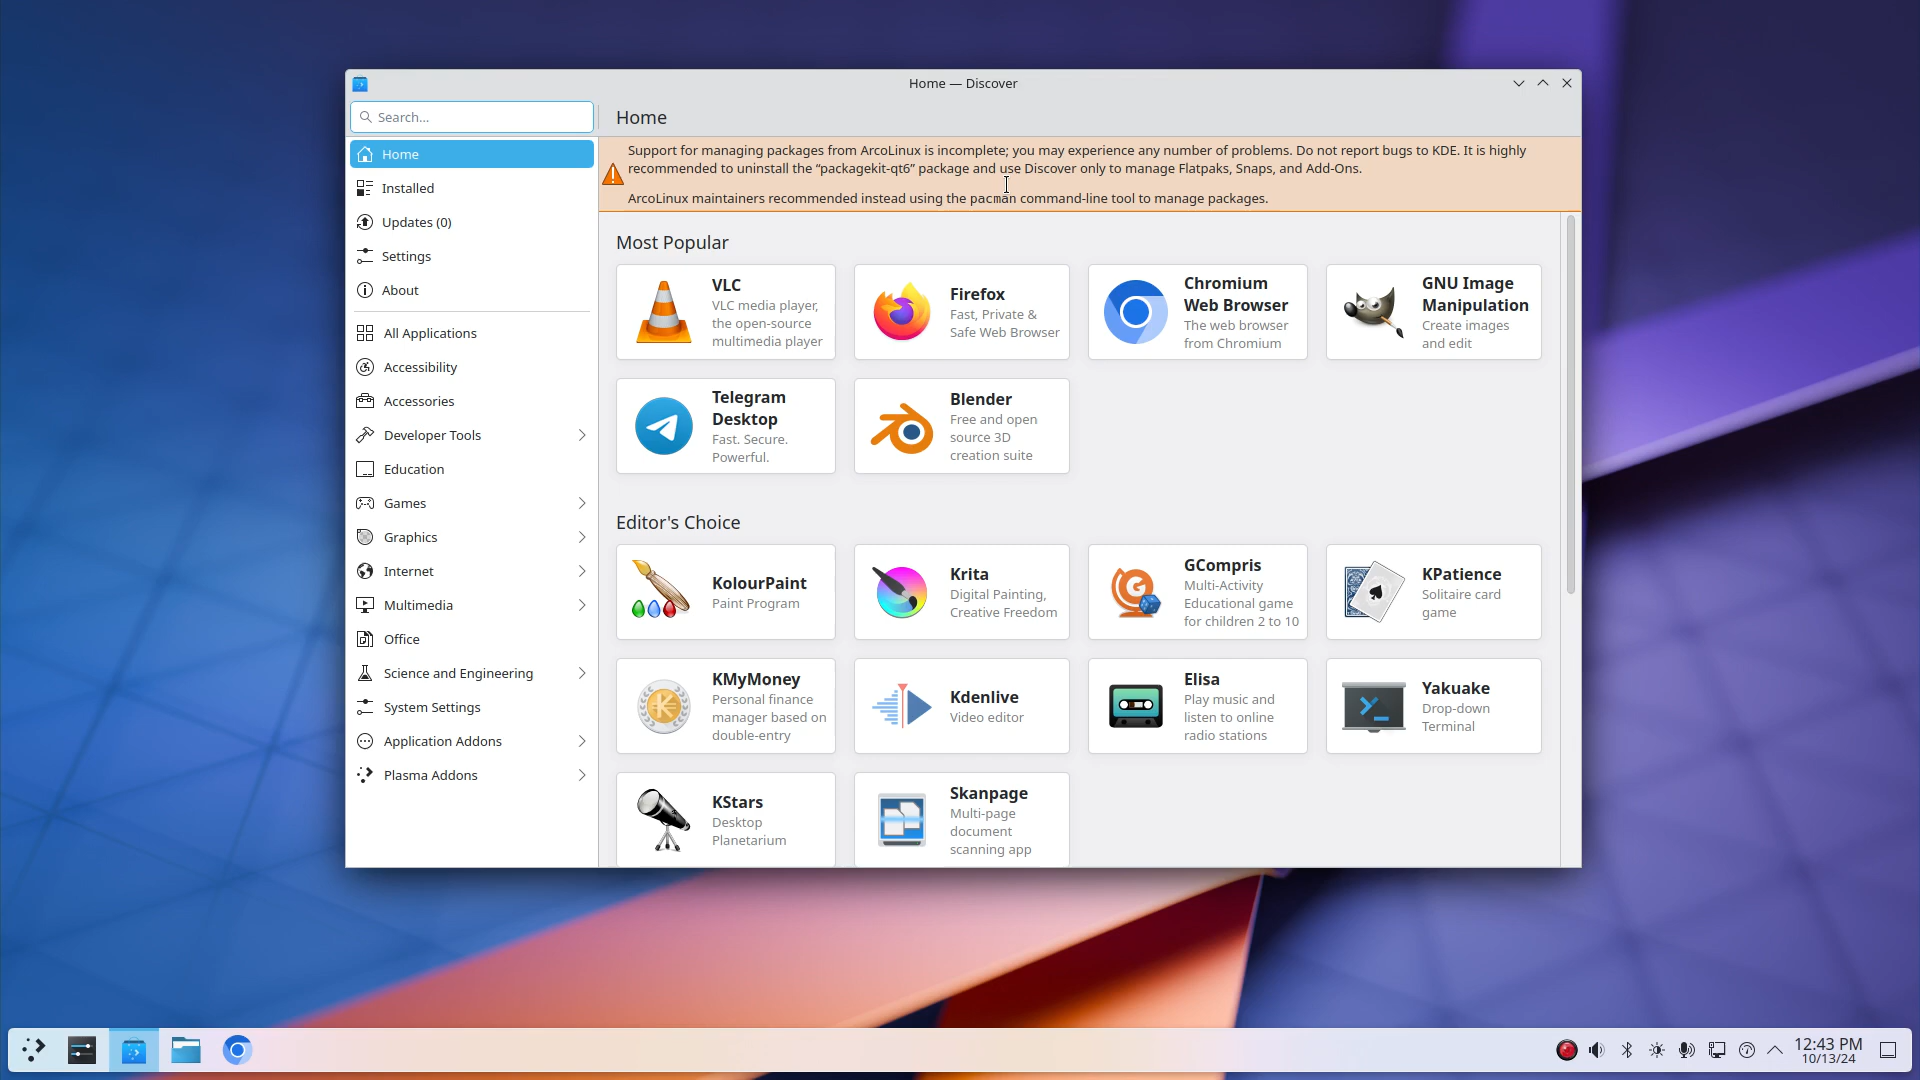 Home — Discover
Search...
Home
Home
Installed
Updates (0)
Settings
About
All Applications
Accessibility
Accessories
Developer Tools
Education
Games
Graphics
Internet
Multimedia
Office
Science and Engineering
System Settings
Application Addons
Plasma Addons
Support for managing packages from ArcoLinux is incomplete; you may experience any number of problems. Do not report bugs to KDE. It is highly
recommended to uninstall the “packagekit-qt6” package and use Discover only to manage Flatpaks, Snaps, and Add-Ons.
ArcoLinux maintainers recommended instead using the pacman command-line tool to manage packages.
Most Popular
VLC
VLC media player,
the open-source
multimedia player
Firefox
Fast, Private &
Safe Web Browser
Chromium
Web Browser
The web browser
from Chromium
GNU Image
Manipulation
Create images
and edit
Telegram
Desktop
Fast. Secure.
Powerful.
Blender
Free and open
source 3D
creation suite
Editor's Choice
KolourPaint
Paint Program
Krita
Digital Painting,
Creative Freedom
GCompris
Multi-Activity
Educational game
for children 2 to 10
KPatience
Solitaire card
game
KMyMoney
Personal finance
manager based on
double-entry
Kdenlive
Video editor
Elisa
Play music and
listen to online
radio stations
Yakuake
Drop-down
Terminal
KStars
Desktop
Planetarium
Skanpage
Multi-page
document
scanning app
12:43 PM
10/13/24